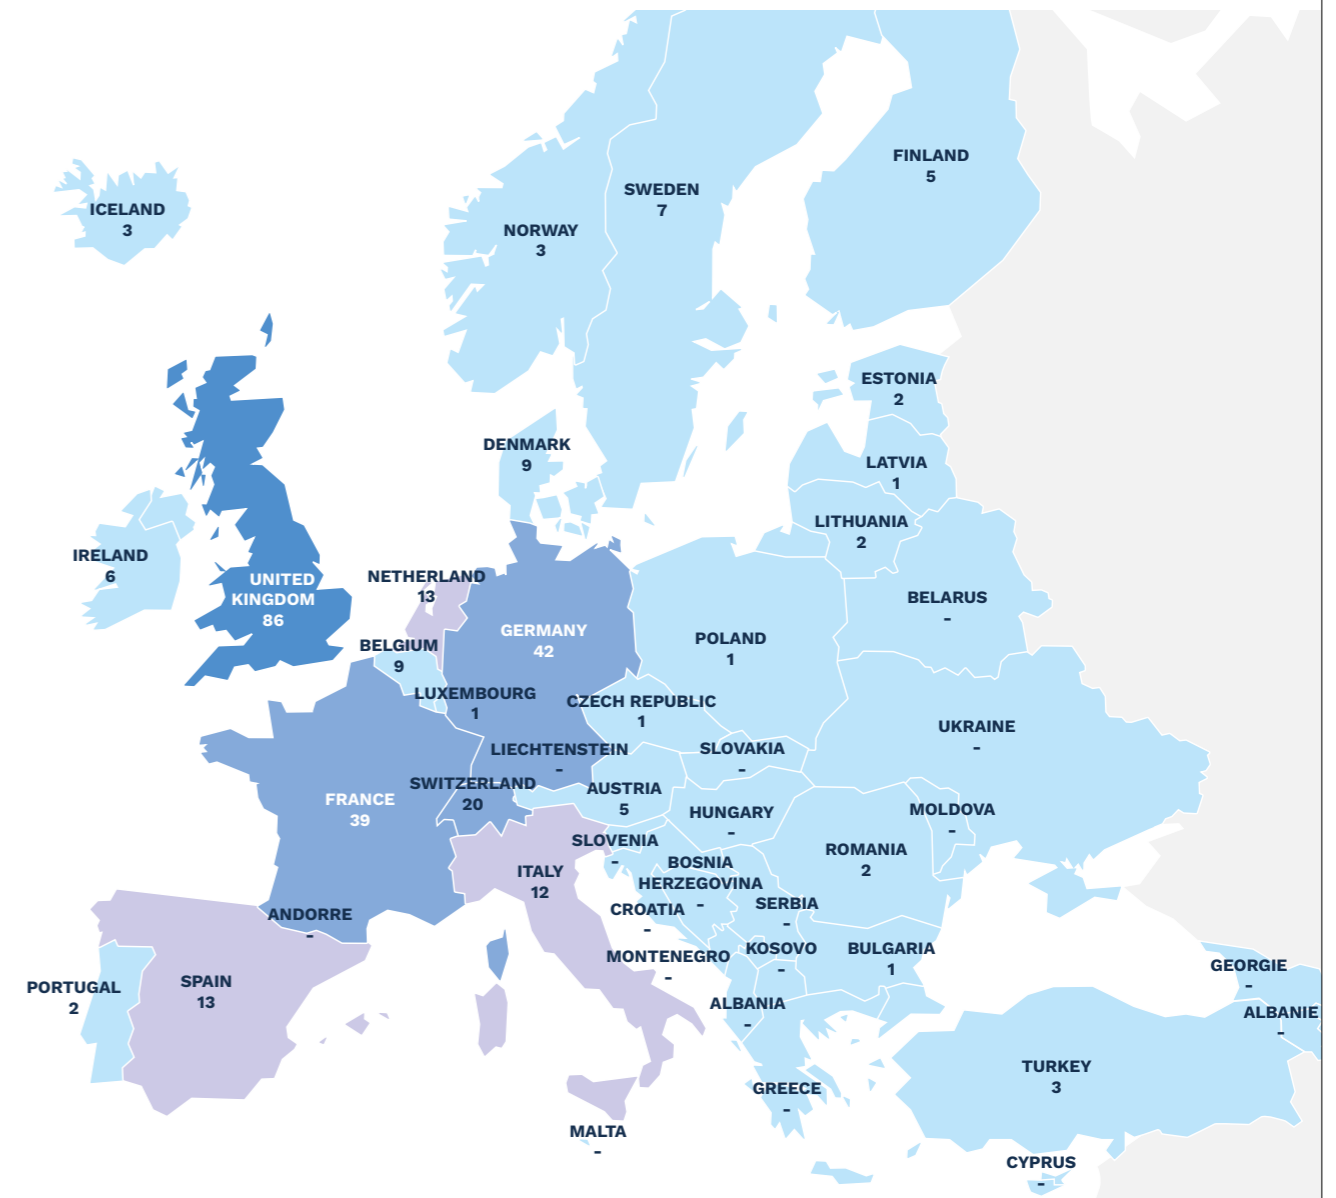 FINLAND
5
SWEDEN
7
ICELAND
3
NORWAY
3
ESTONIA
2
DENMARK
9
LATVIA
1
LITHUANIA
2
IRELAND
6
UNITED
KINGDOM
86
NETHERLAND
13
BELARUS
-
GERMANY
42
POLAND
1
BELGIUM
9
LUXEMBOURG
1
CZECH REPUBLIC
1
UKRAINE
-
LIECHTENSTEIN
-
SLOVAKIA
-
SWITZERLAND
20
AUSTRIA
5
FRANCE
39
HUNGARY
-
MOLDOVA
-
SLOVENIA
-
ROMANIA
2
BOSNIA
HERZEGOVINA
-
ITALY
12
CROATIA
-
SERBIA
-
ANDORRE
-
MONTENEGRO
-
KOSOVO
-
BULGARIA
1
GEORGIE
-
PORTUGAL
2
SPAIN
13
ALBANIA
-
ALBANIE
-
TURKEY
3
GREECE
-
MALTA
-
CYPRUS
-